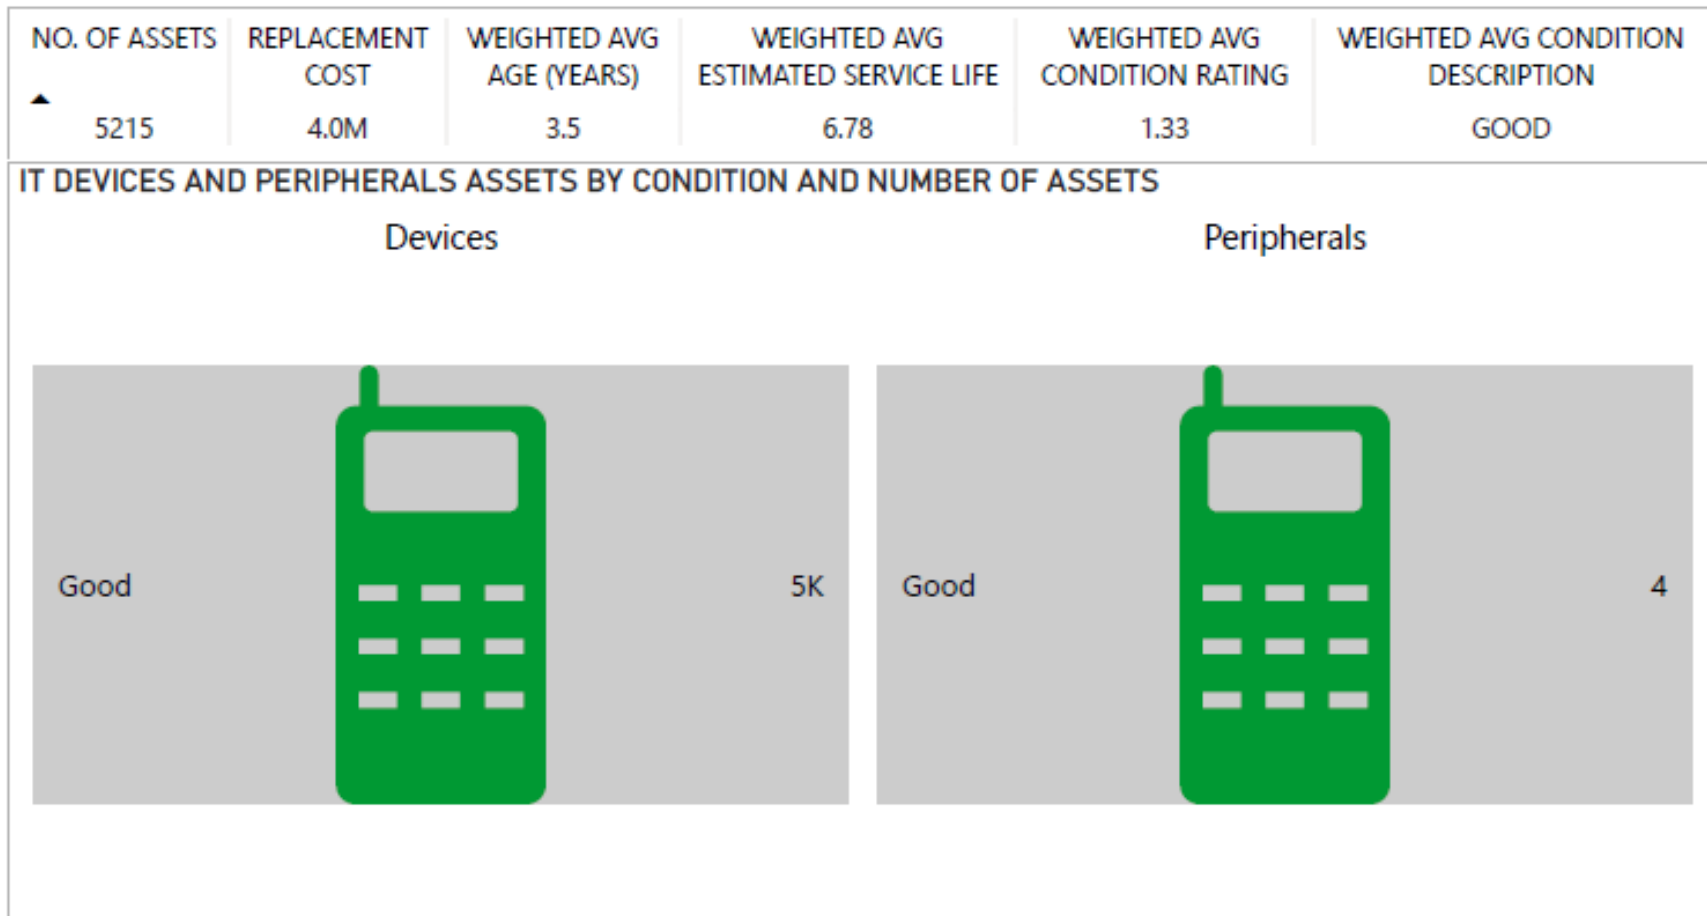 NO. OF ASSETS REPLACEMENT COST WEIGHTED AVG AGE (YEARS) WEIGHTED AVG ESTIMATED SERVICE LIFE WEIGHTED AVG CONDITION RATING WEIGHTED AVG CONDITION DESCRIPTION
5215 4.0M 3.5 6.78 1.33 GOOD
IT DEVICES AND PERIPHERALS ASSETS BY CONDITION AND NUMBER OF ASSETS
Devices Peripherals
Good 5K Good 4